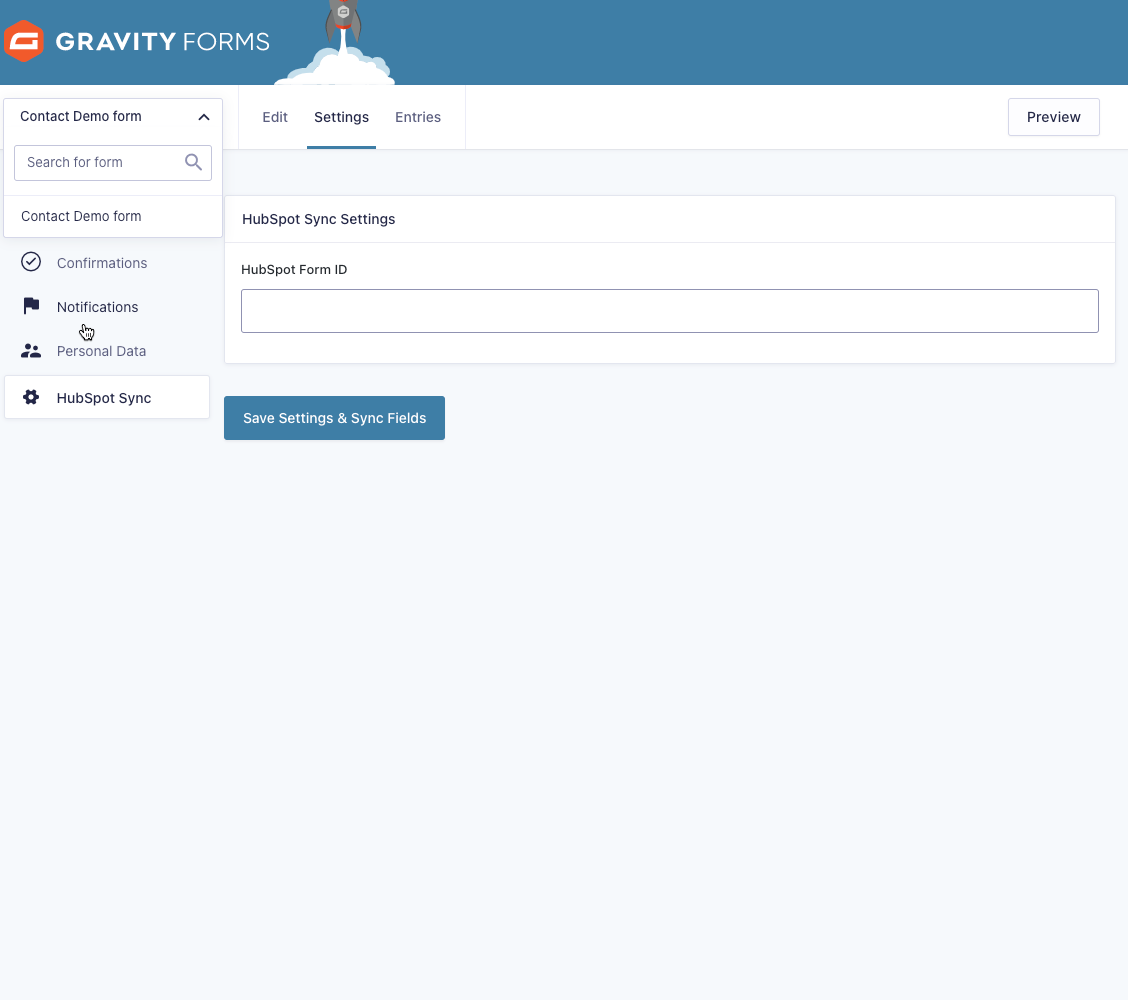 GRAVITY FORMS
Contact Demo form
Edit
Settings
Entries
Preview
Search for form
Contact Demo form
Confirmations
Notifications
Personal Data
HubSpot Sync
HubSpot Sync Settings
HubSpot Form ID
Save Settings & Sync Fields